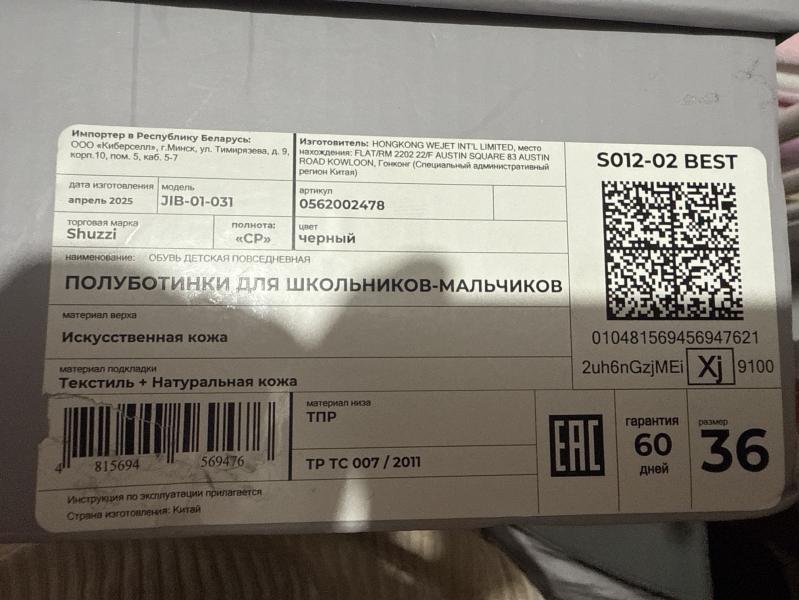 Импортер в Республику Беларусь:
ООО «Киберселл», г.Минск, ул. Тимирязева, д. 9,
корп.10, пом. 5, каб. 5-7
Изготовитель: HONGKONG WEJET INT'L LIMITED, место
нахождения: FLAT/RM 2202 22/F AUSTIN SQUARE 83 AUSTIN
ROAD KOWLOON, Гонконг (Специальный административный
регион Китая)
дата изготовления
апрель 2025
модель
JIB-01-031
артикул
0562002478
торговая марка
Shuzzi
полнота:
«СР»
цвет
черный
наименование: ОБУВЬ ДЕТСКАЯ ПОВСЕДНЕВНАЯ
ПОЛУБОТИНКИ ДЛЯ ШКОЛЬНИКОВ-МАЛЬЧИКОВ
материал верха
Искусственная кожа
материал подкладки
Текстиль + Натуральная кожа
4 815694 569476
материал низа
ТПР
ТР ТС 007 / 2011
Инструкция по эксплуатации прилагается
Страна изготовления: Китай
S012-02 BEST
010481569456947621
2uh6nGzjMEi Xj 9100
EAC
гарантия
60
дней
размер
36